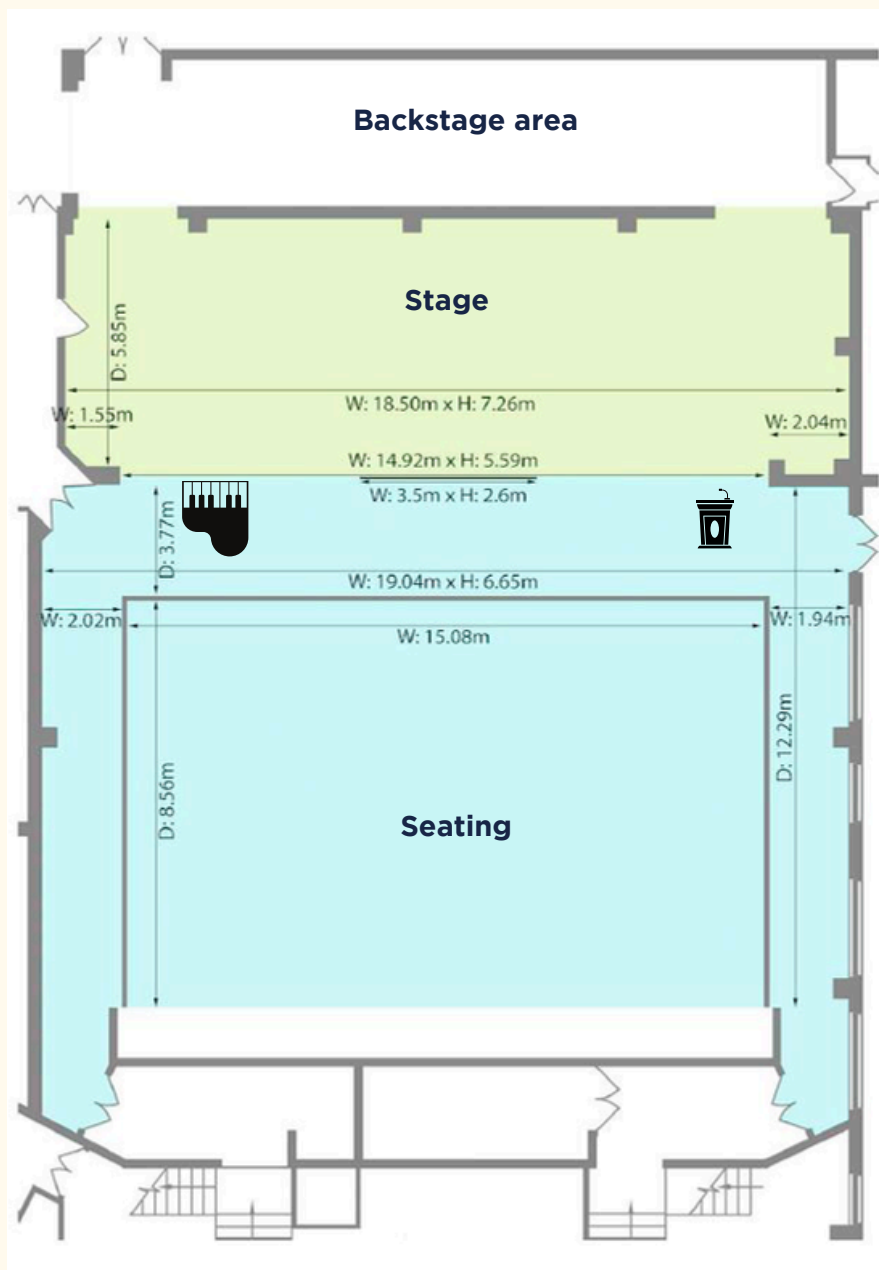 Backstage area
Stage
D: 5.85m
W: 18.50m x H: 7.26m
W: 1.55m
W: 2.04m
W: 14.92m x H: 5.59m
W: 3.5m x H: 2.6m
D: 3.77m
W: 19.04m x H: 6.65m
W: 2.02m
W: 1.94m
W: 15.08m
D: 12.29m
D: 8.56m
Seating